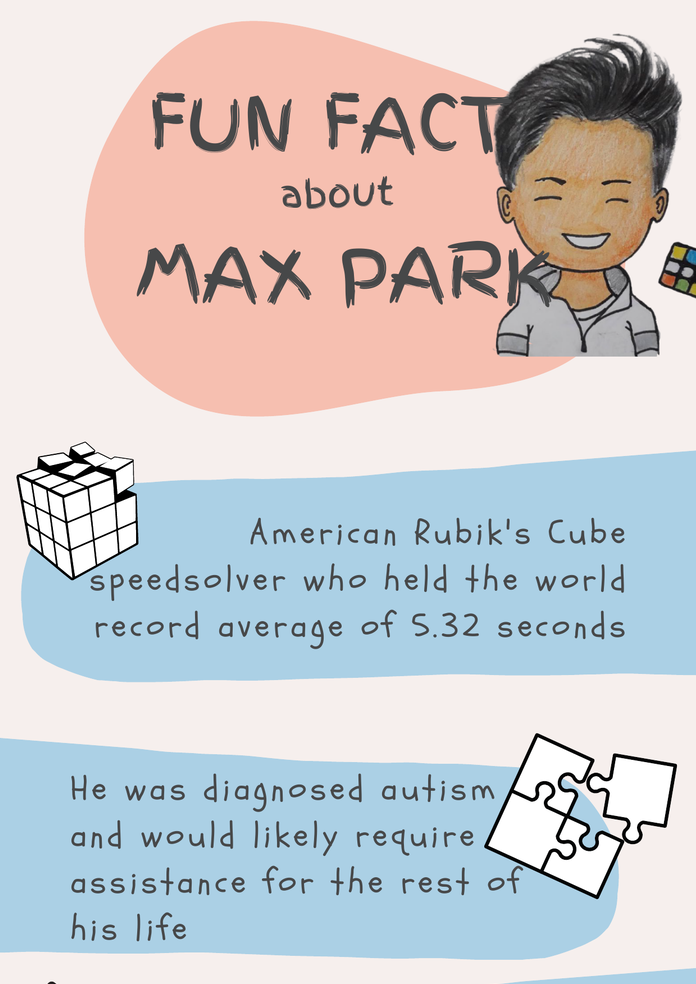 FUN FACT
about
MAX PARK
American Rubik's Cube
speedsolver who held the world
record average of 5.32 seconds
He was diagnosed autism
and would likely require
assistance for the rest of
his life